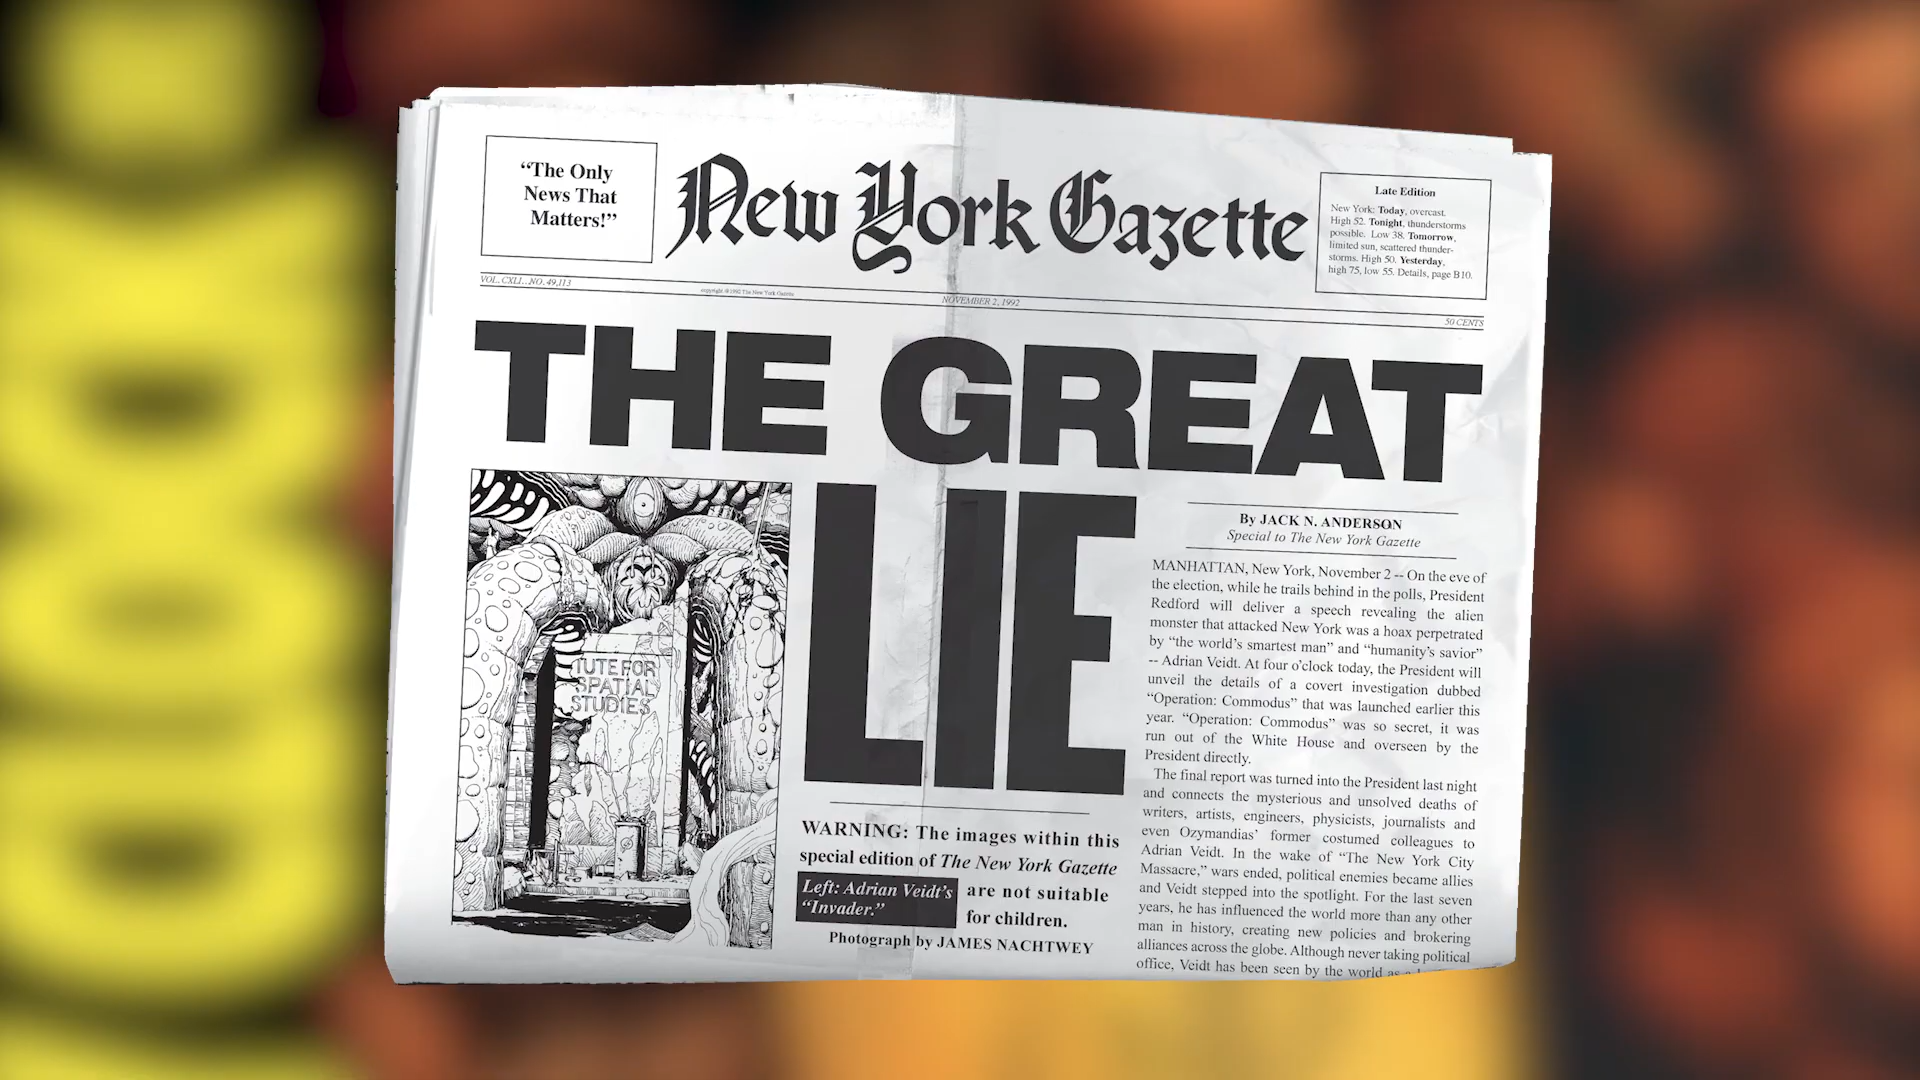 “The Only
News That
Matters!”
New York Gazette
Late Edition
New York: Today, overcast.
High 52. Tonight, thunderstorms
possible. Low 38. Tomorrow,
limited sun, scattered thunder-
storms. High 50. Yesterday,
high 75, low 55. Details, page B10.
VOL. CXLI...NO. 49,113
copyright @1992 The New York Gazette
NOVEMBER 2, 1992
50 CENTS
THE GREAT
LIE
TUTE FOR
SPATIAL
STUDIES
WARNING: The images within this
special edition of The New York Gazette
are not suitable
for children.
Left: Adrian Veidt’s
“Invader.”
Photograph by JAMES NACHTWEY
By JACK N. ANDERSON
Special to The New York Gazette
MANHATTAN, New York, November 2 -- On the eve of
the election, while he trails behind in the polls, President
Redford will deliver a speech revealing the alien
monster that attacked New York was a hoax perpetrated
by “the world’s smartest man” and “humanity’s savior”
-- Adrian Veidt. At four o’clock today, the President will
unveil the details of a covert investigation dubbed
“Operation: Commodus” that was launched earlier this
year. “Operation: Commodus” was so secret, it was
run out of the White House and overseen by the
President directly.
The final report was turned into the President last night
and connects the mysterious and unsolved deaths of
writers, artists, engineers, physicists, journalists and
even Ozymandias’ former costumed colleagues to
Adrian Veidt. In the wake of “The New York City
Massacre,” wars ended, political enemies became allies
and Veidt stepped into the spotlight. For the last seven
years, he has influenced the world more than any other
man in history, creating new policies and brokering
alliances across the globe. Although never taking political
office, Veidt has been seen by the world as a